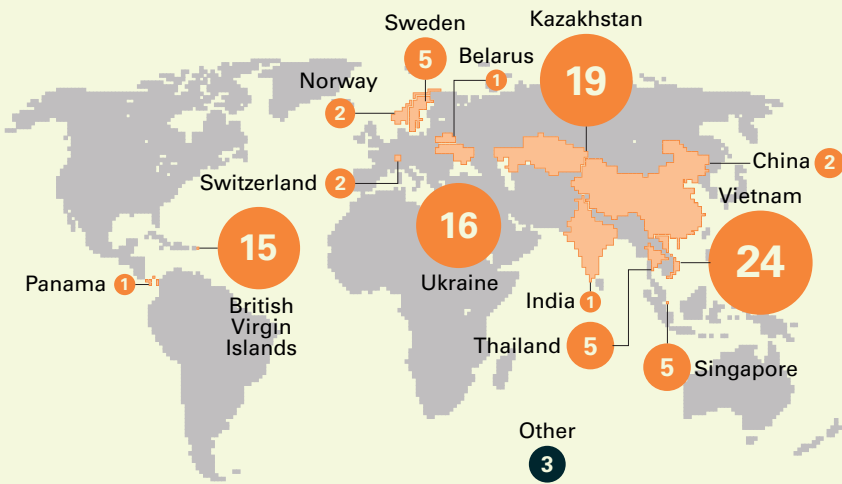 Kazakhstan
19
Sweden
5
Belarus
1
Norway
2
Switzerland
2
China 2
Vietnam
24
16
Ukraine
15
British
Virgin
Islands
Panama 1
India 1
Thailand 5
5 Singapore
Other
3